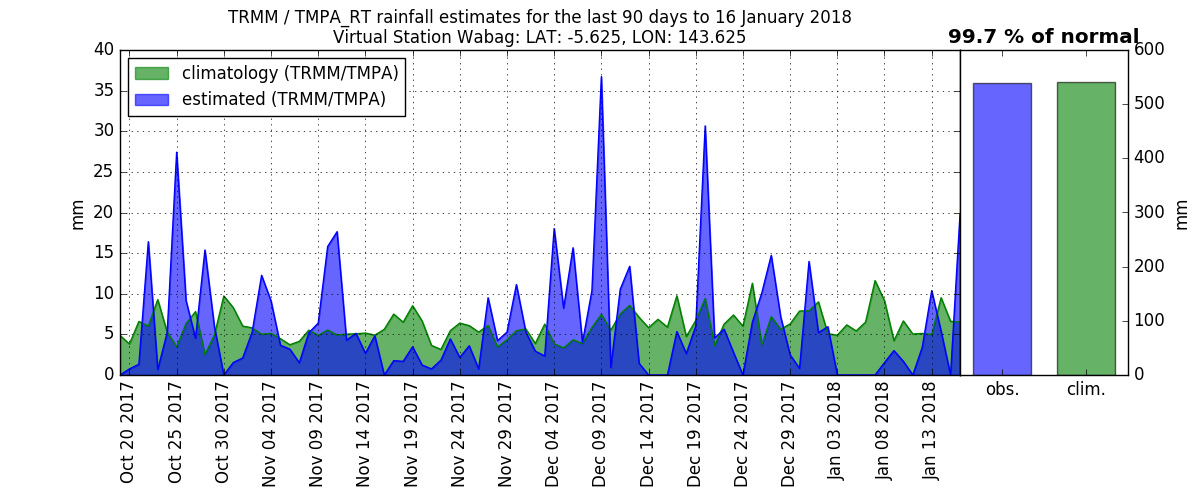 TRMM / TMPA_RT rainfall estimates for the last 90 days to 16 January 2018
Virtual Station Wabag: LAT: -5.625, LON: 143.625
99.7 % of normal
climatology (TRMM/TMPA)
estimated (TRMM/TMPA)
40
35
30
25
20
15
10
5
0
mm
Oct 20 2017
Oct 25 2017
Oct 30 2017
Nov 04 2017
Nov 09 2017
Nov 14 2017
Nov 19 2017
Nov 24 2017
Nov 29 2017
Dec 04 2017
Dec 09 2017
Dec 14 2017
Dec 19 2017
Dec 24 2017
Dec 29 2017
Jan 03 2018
Jan 08 2018
Jan 13 2018
600
500
400
300
200
100
0
mm
obs.
clim.